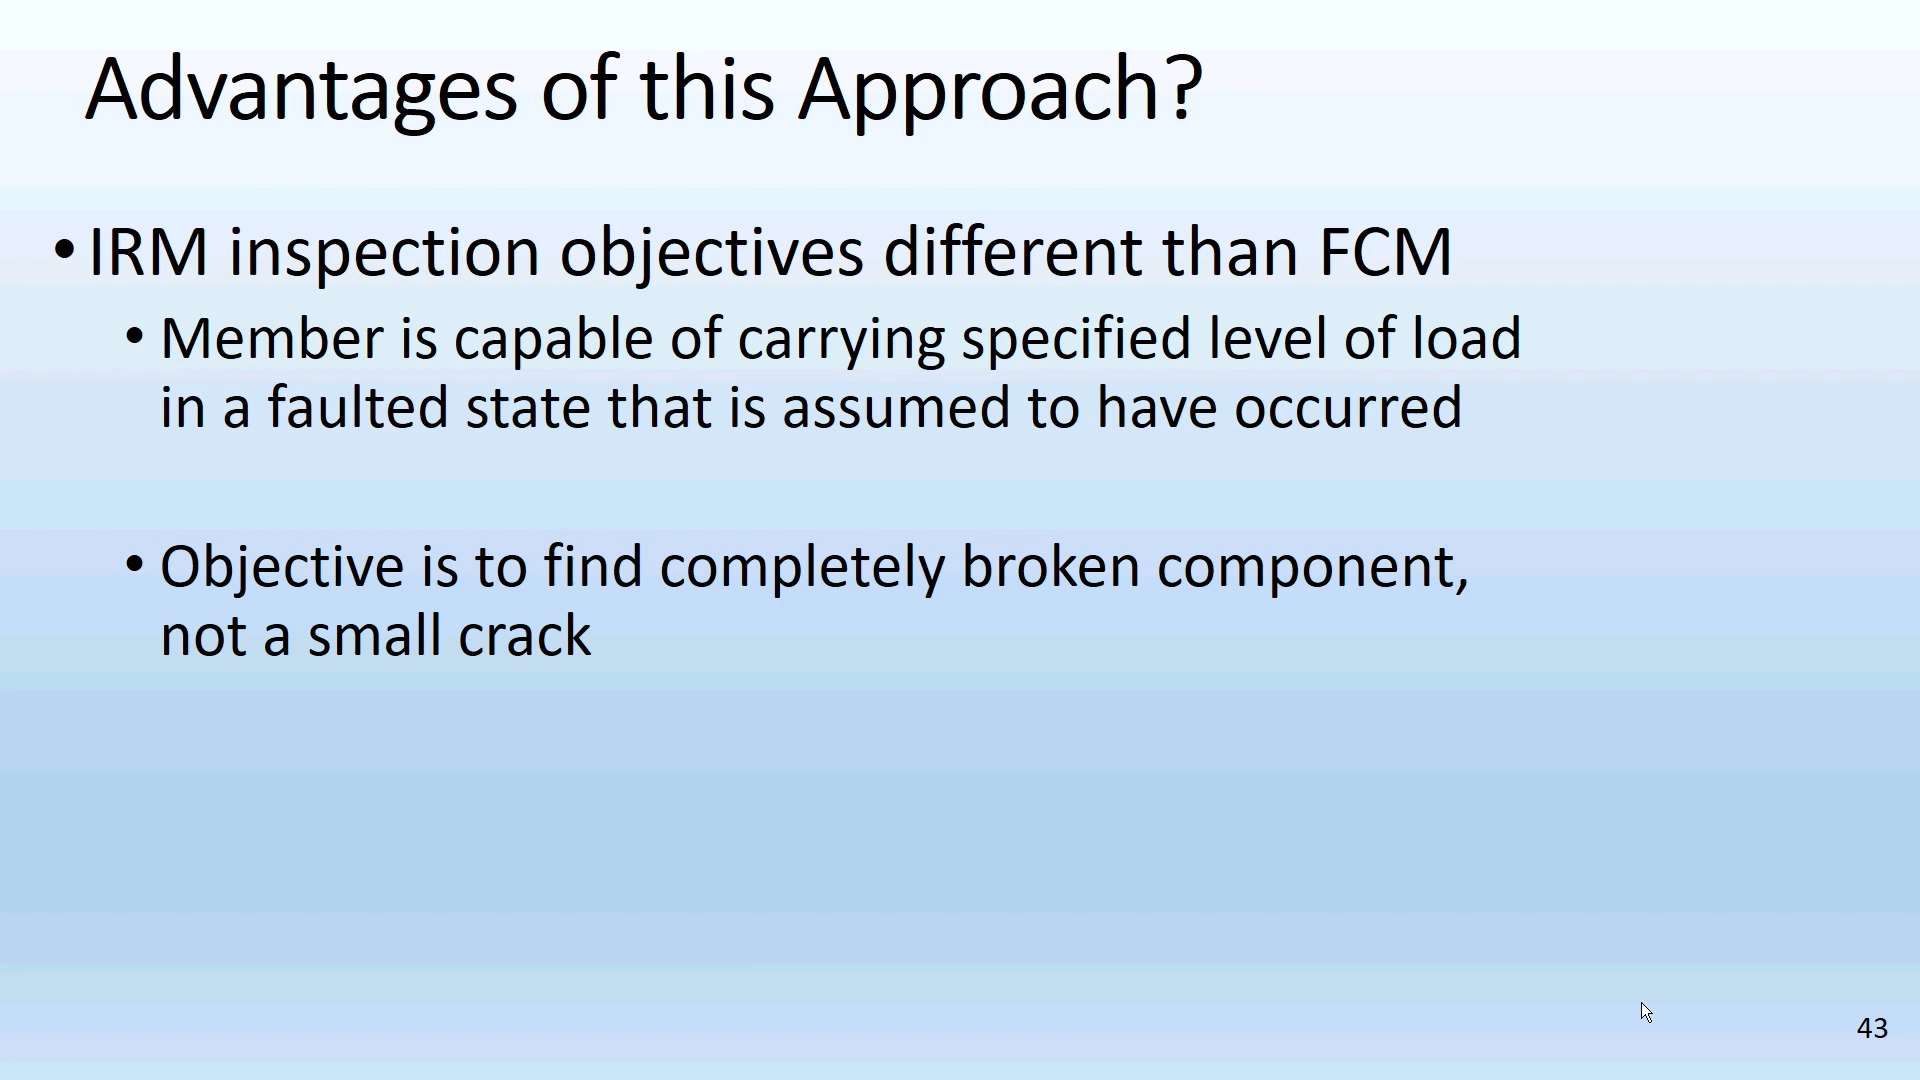 Advantages of this Approach?
• IRM inspection objectives different than FCM
• Member is capable of carrying specified level of load
in a faulted state that is assumed to have occurred
• Objective is to find completely broken component,
not a small crack
43